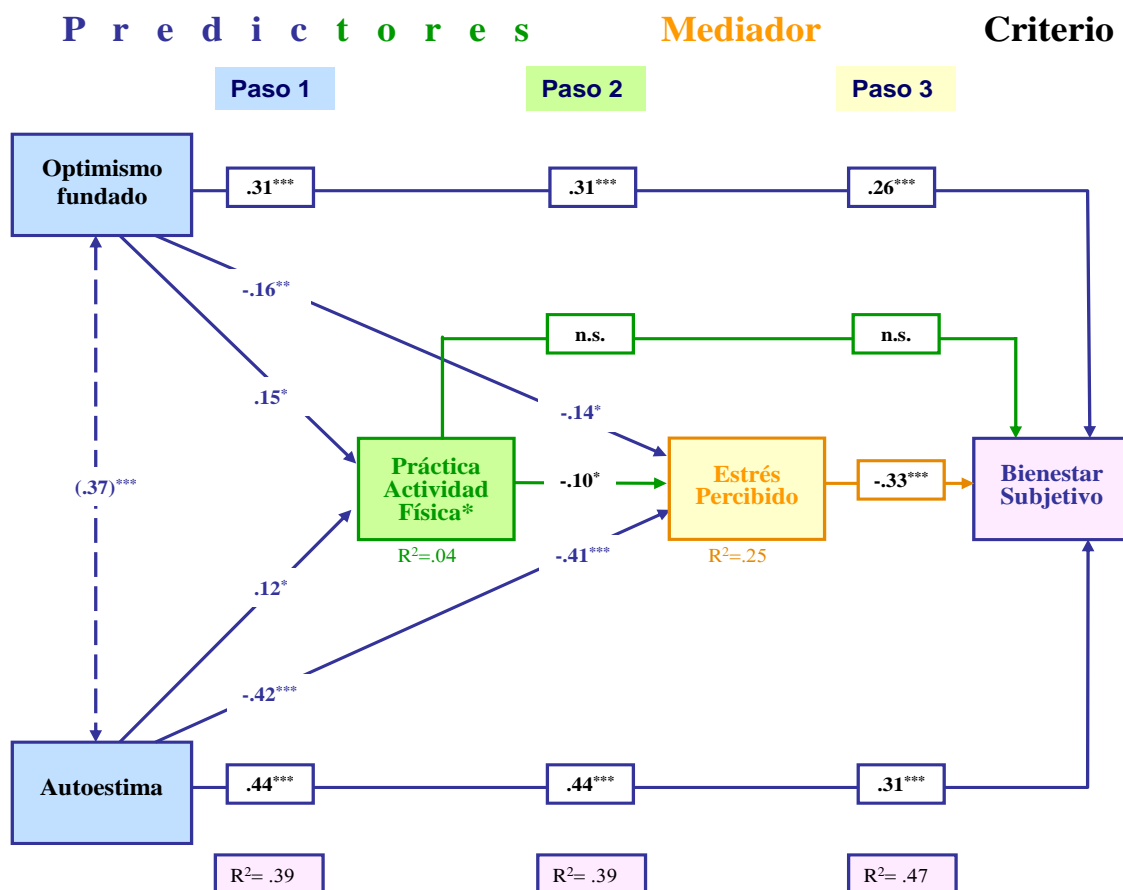 Predictores Mediador Criterio
Paso 1 Paso 2 Paso 3
Optimismo
fundado
.31*** .31*** .26***
-.16**
n.s. n.s.
.15*
-.14*
(.37)***
Práctica
Actividad
Física*
-.10*
Estrés
Percibido
-.33***
Bienestar
Subjetivo
R²=.04 R²=.25
-.41***
.12*
-.42***
Autoestima
.44*** .44*** .31***
R²= .39 R²= .39 R²= .47